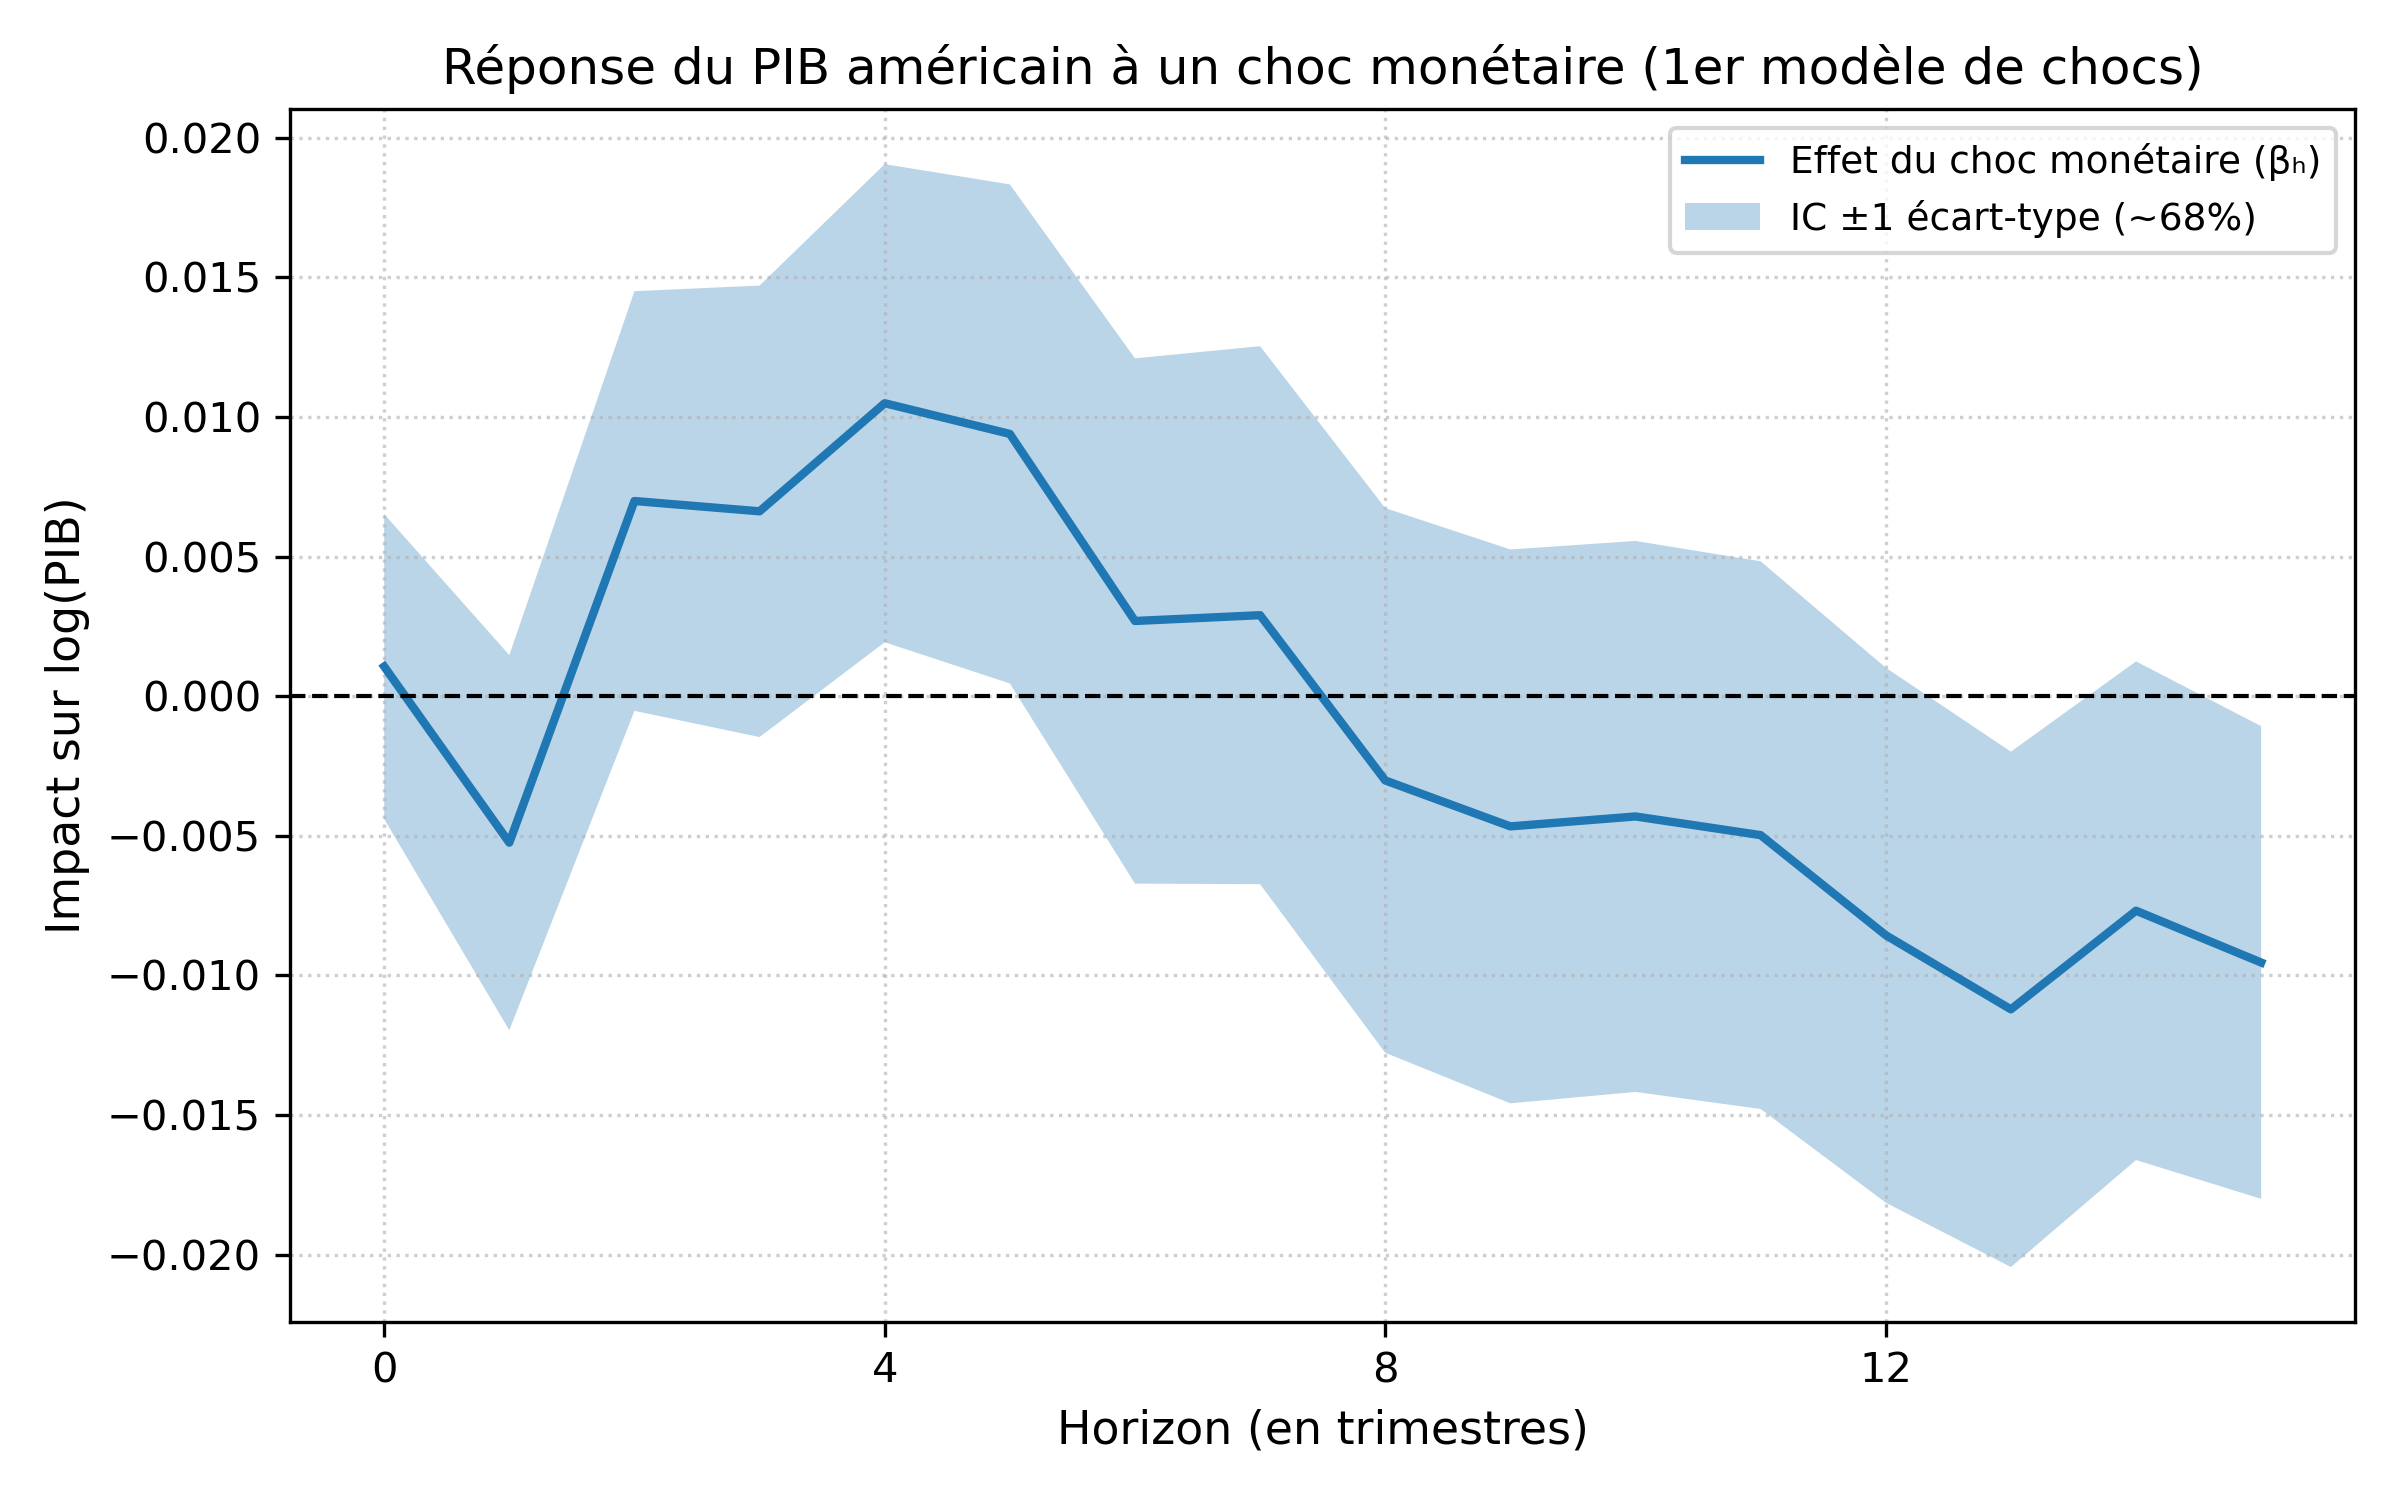 Réponse du PIB américain à un choc monétaire (1er modèle de chocs)
Effet du choc monétaire (βₕ)
IC ±1 écart-type (~68%)
Impact sur log(PIB)
0.020
0.015
0.010
0.005
0.000
−0.005
−0.010
−0.015
−0.020
0 4 8 12
Horizon (en trimestres)